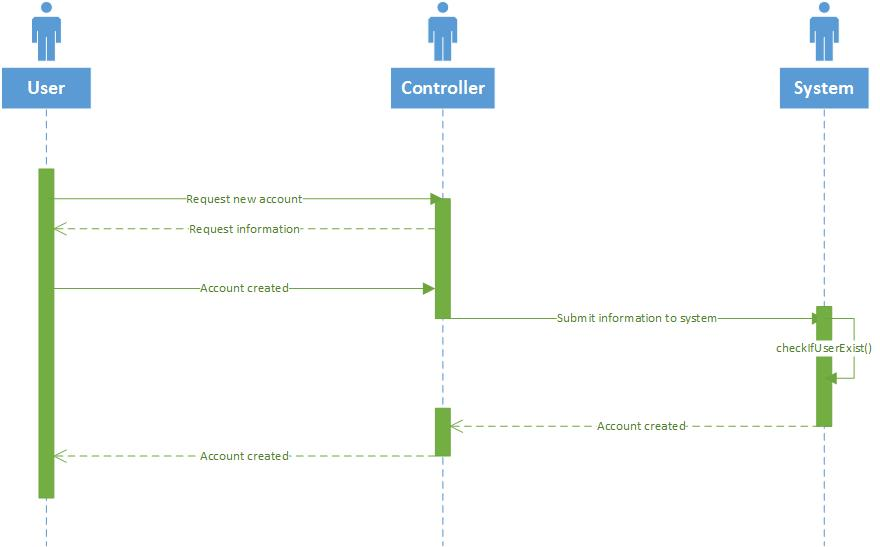 User
Controller
System
Request new account
Request information
Account created
Submit information to system
checkIfUserExist()
Account created
Account created